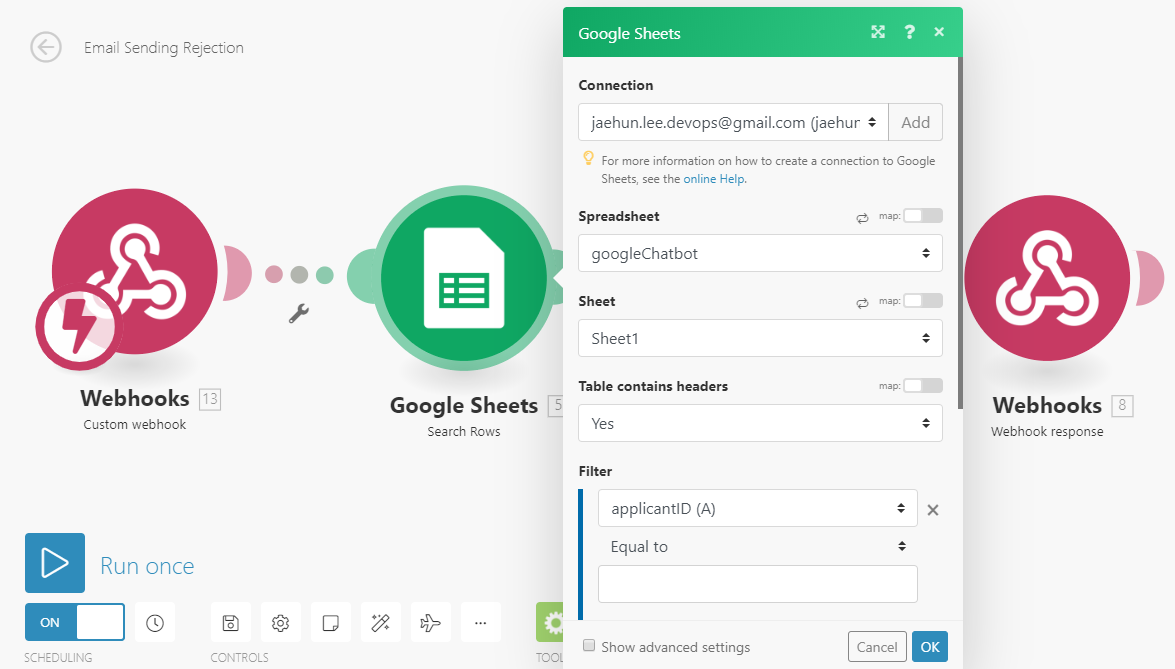 Email Sending Rejection
Google Sheets
?
Connection
jaehun.lee.devops@gmail.com (jaehur
Add
For more information on how to create a connection to Google
Sheets, see the online Help.
Spreadsheet
map:
googleChatbot
Sheet
map:
Sheet1
Table contains headers
map:
Yes
Filter
applicantID (A)
Equal to
Show advanced settings
Cancel
OK
Webhooks 13
Custom webhook
Google Sheets 5
Search Rows
Webhooks 8
Webhook response
Run once
ON
SCHEDULING
CONTROLS
TOOL